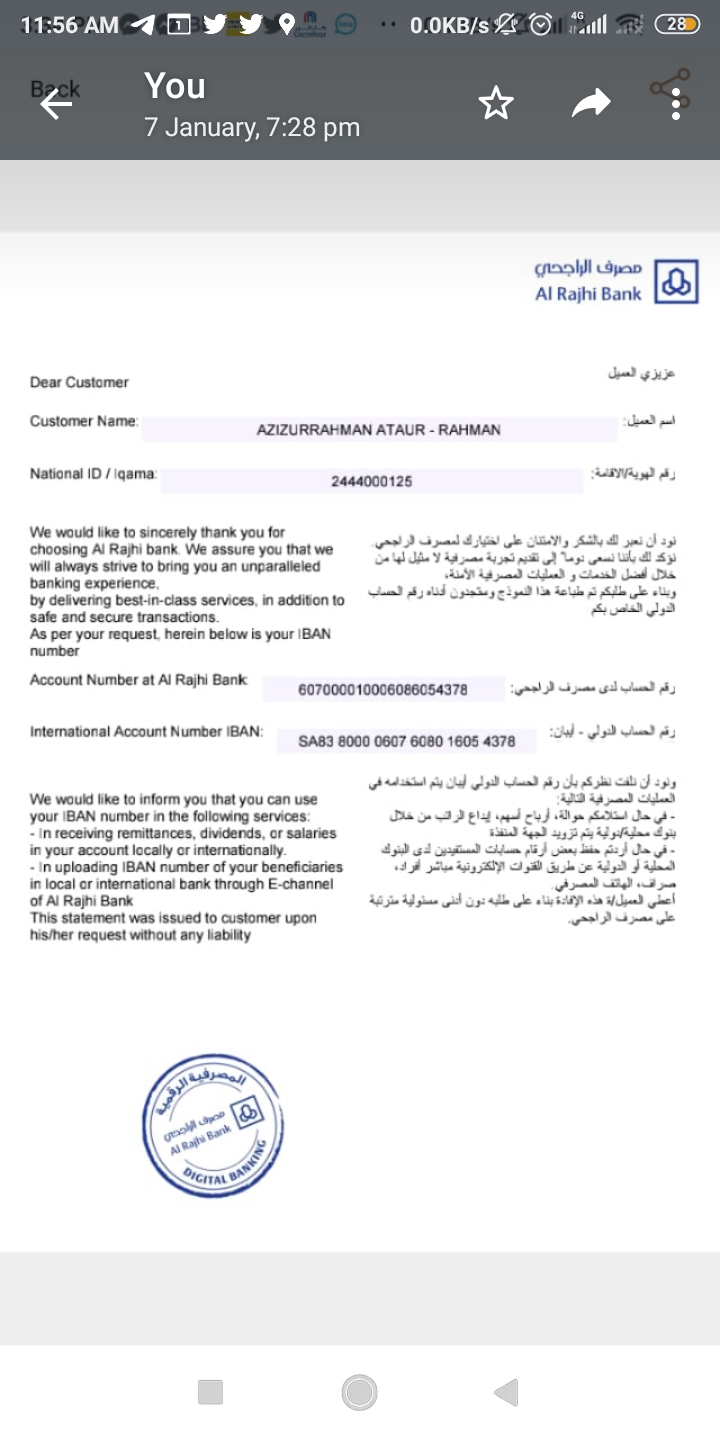 11:56 AM
0.0KB/s
4G
28
Back
You
7 January, 7:28 pm
مصرف الراجحي
Al Rajhi Bank
Dear Customer
عزيزي العميل
Customer Name:
AZIZURRAHMAN ATAUR - RAHMAN
اسم العميل:
National ID / Iqama:
2444000125
رقم الهوية/الاقامة:
We would like to sincerely thank you for
choosing Al Rajhi bank. We assure you that we
will always strive to bring you an unparalleled
banking experience,
by delivering best-in-class services, in addition to
safe and secure transactions.
As per your request, herein below is your IBAN
number
نود أن نعبر لك بالشكر والامتنان على اختيارك لمصرف الراجحي.
نؤكد لك بأننا نسعى دوما" إلى تقديم تجربة مصرفية لا مثيل لها من
خلال أفضل الخدمات و العمليات المصرفية الأمنة،
وبناء على طلبكم تم طباعة هذا النموذج وستجدون أدناه رقم الحساب
الدولي الخاص بكم
Account Number at Al Rajhi Bank:
607000010006086054378
رقم الحساب لدى مصرف الراجحي:
International Account Number IBAN:
SA83 8000 0607 6080 1605 4378
رقم الحساب الدولي - أيبان:
We would like to inform you that you can use
your IBAN number in the following services:
- In receiving remittances, dividends, or salaries
in your account locally or internationally.
- In uploading IBAN number of your beneficiaries
in local or international bank through E-channel
of Al Rajhi Bank
This statement was issued to customer upon
his/her request without any liability
ونود أن نلفت نظركم بأن رقم الحساب الدولي أيبان يتم استخدامه في
العمليات المصرفية التالية:
- في حال استلامكم حوالة، أرباح أسهم، إيداع الراتب من خلال
بنوك محلية/دولية يتم تزويد الجهة المنفذة
- في حال أردتم حفظ بعض أرقام حسابات المستفيدين لدى البنوك
المحلية أو الدولية عن طريق القنوات الإلكترونية مباشر أفراد،
صراف، الهاتف المصرفي.
أعطي العميل/ة هذه الإفادة بناء على طلبه دون أدنى مسئولية مترتبة
على مصرف الراجحي.
المصرفية الرقمية
مصرف الراجحي
Al Rajhi Bank
DIGITAL BANKING